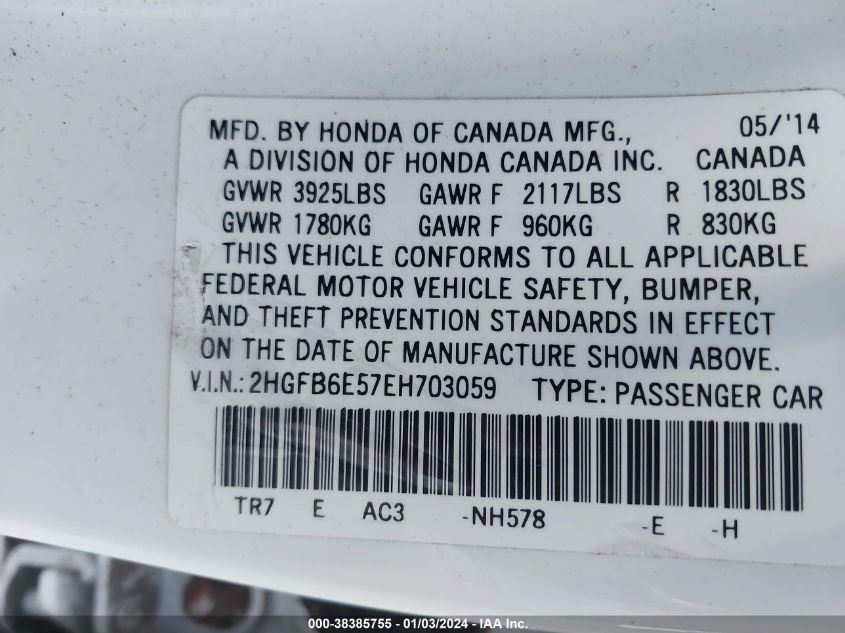 MFD. BY HONDA OF CANADA MFG., 05/'14
A DIVISION OF HONDA CANADA INC. CANADA
GVWR 3925LBS GAWR F 2117LBS R 1830LBS
GVWR 1780KG GAWR F 960KG R 830KG
THIS VEHICLE CONFORMS TO ALL APPLICABLE
FEDERAL MOTOR VEHICLE SAFETY, BUMPER,
AND THEFT PREVENTION STANDARDS IN EFFECT
ON THE DATE OF MANUFACTURE SHOWN ABOVE.
V.I.N.: 2HGFB6E57EH703059 TYPE: PASSENGER CAR
TR7 E AC3 -NH578 -E -H
000-38385755 - 01/03/2024 - IAA Inc.